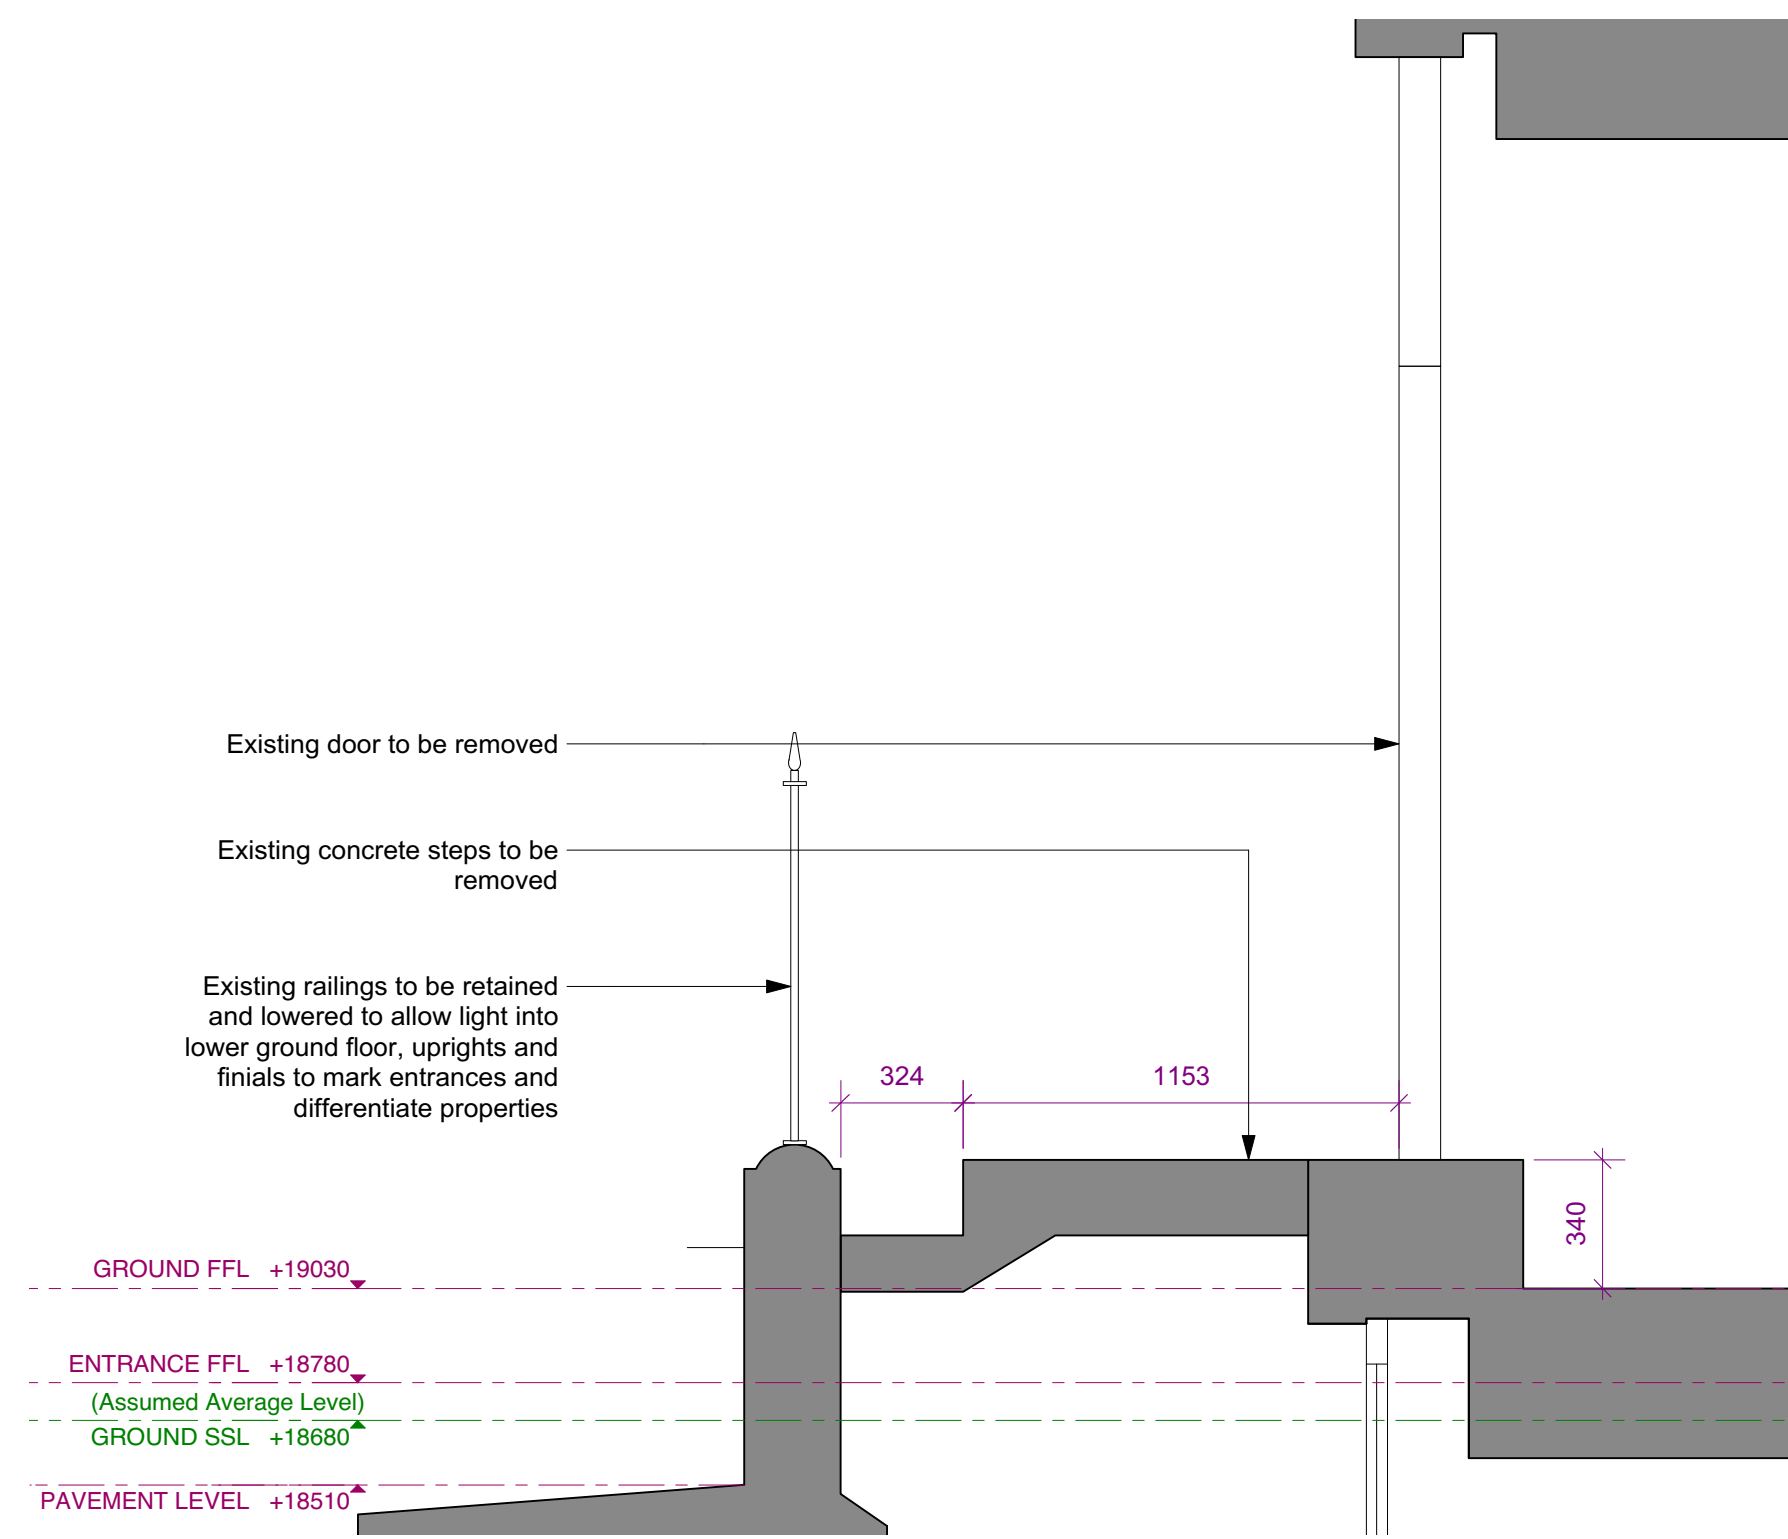 Existing door to be removed
Existing concrete steps to be
removed
Existing railings to be retained
and lowered to allow light into
lower ground floor, uprights and
finials to mark entrances and
differentiate properties
324
1153
340
GROUND FFL +19030
ENTRANCE FFL +18780
(Assumed Average Level)
GROUND SSL +18680
PAVEMENT LEVEL +18510